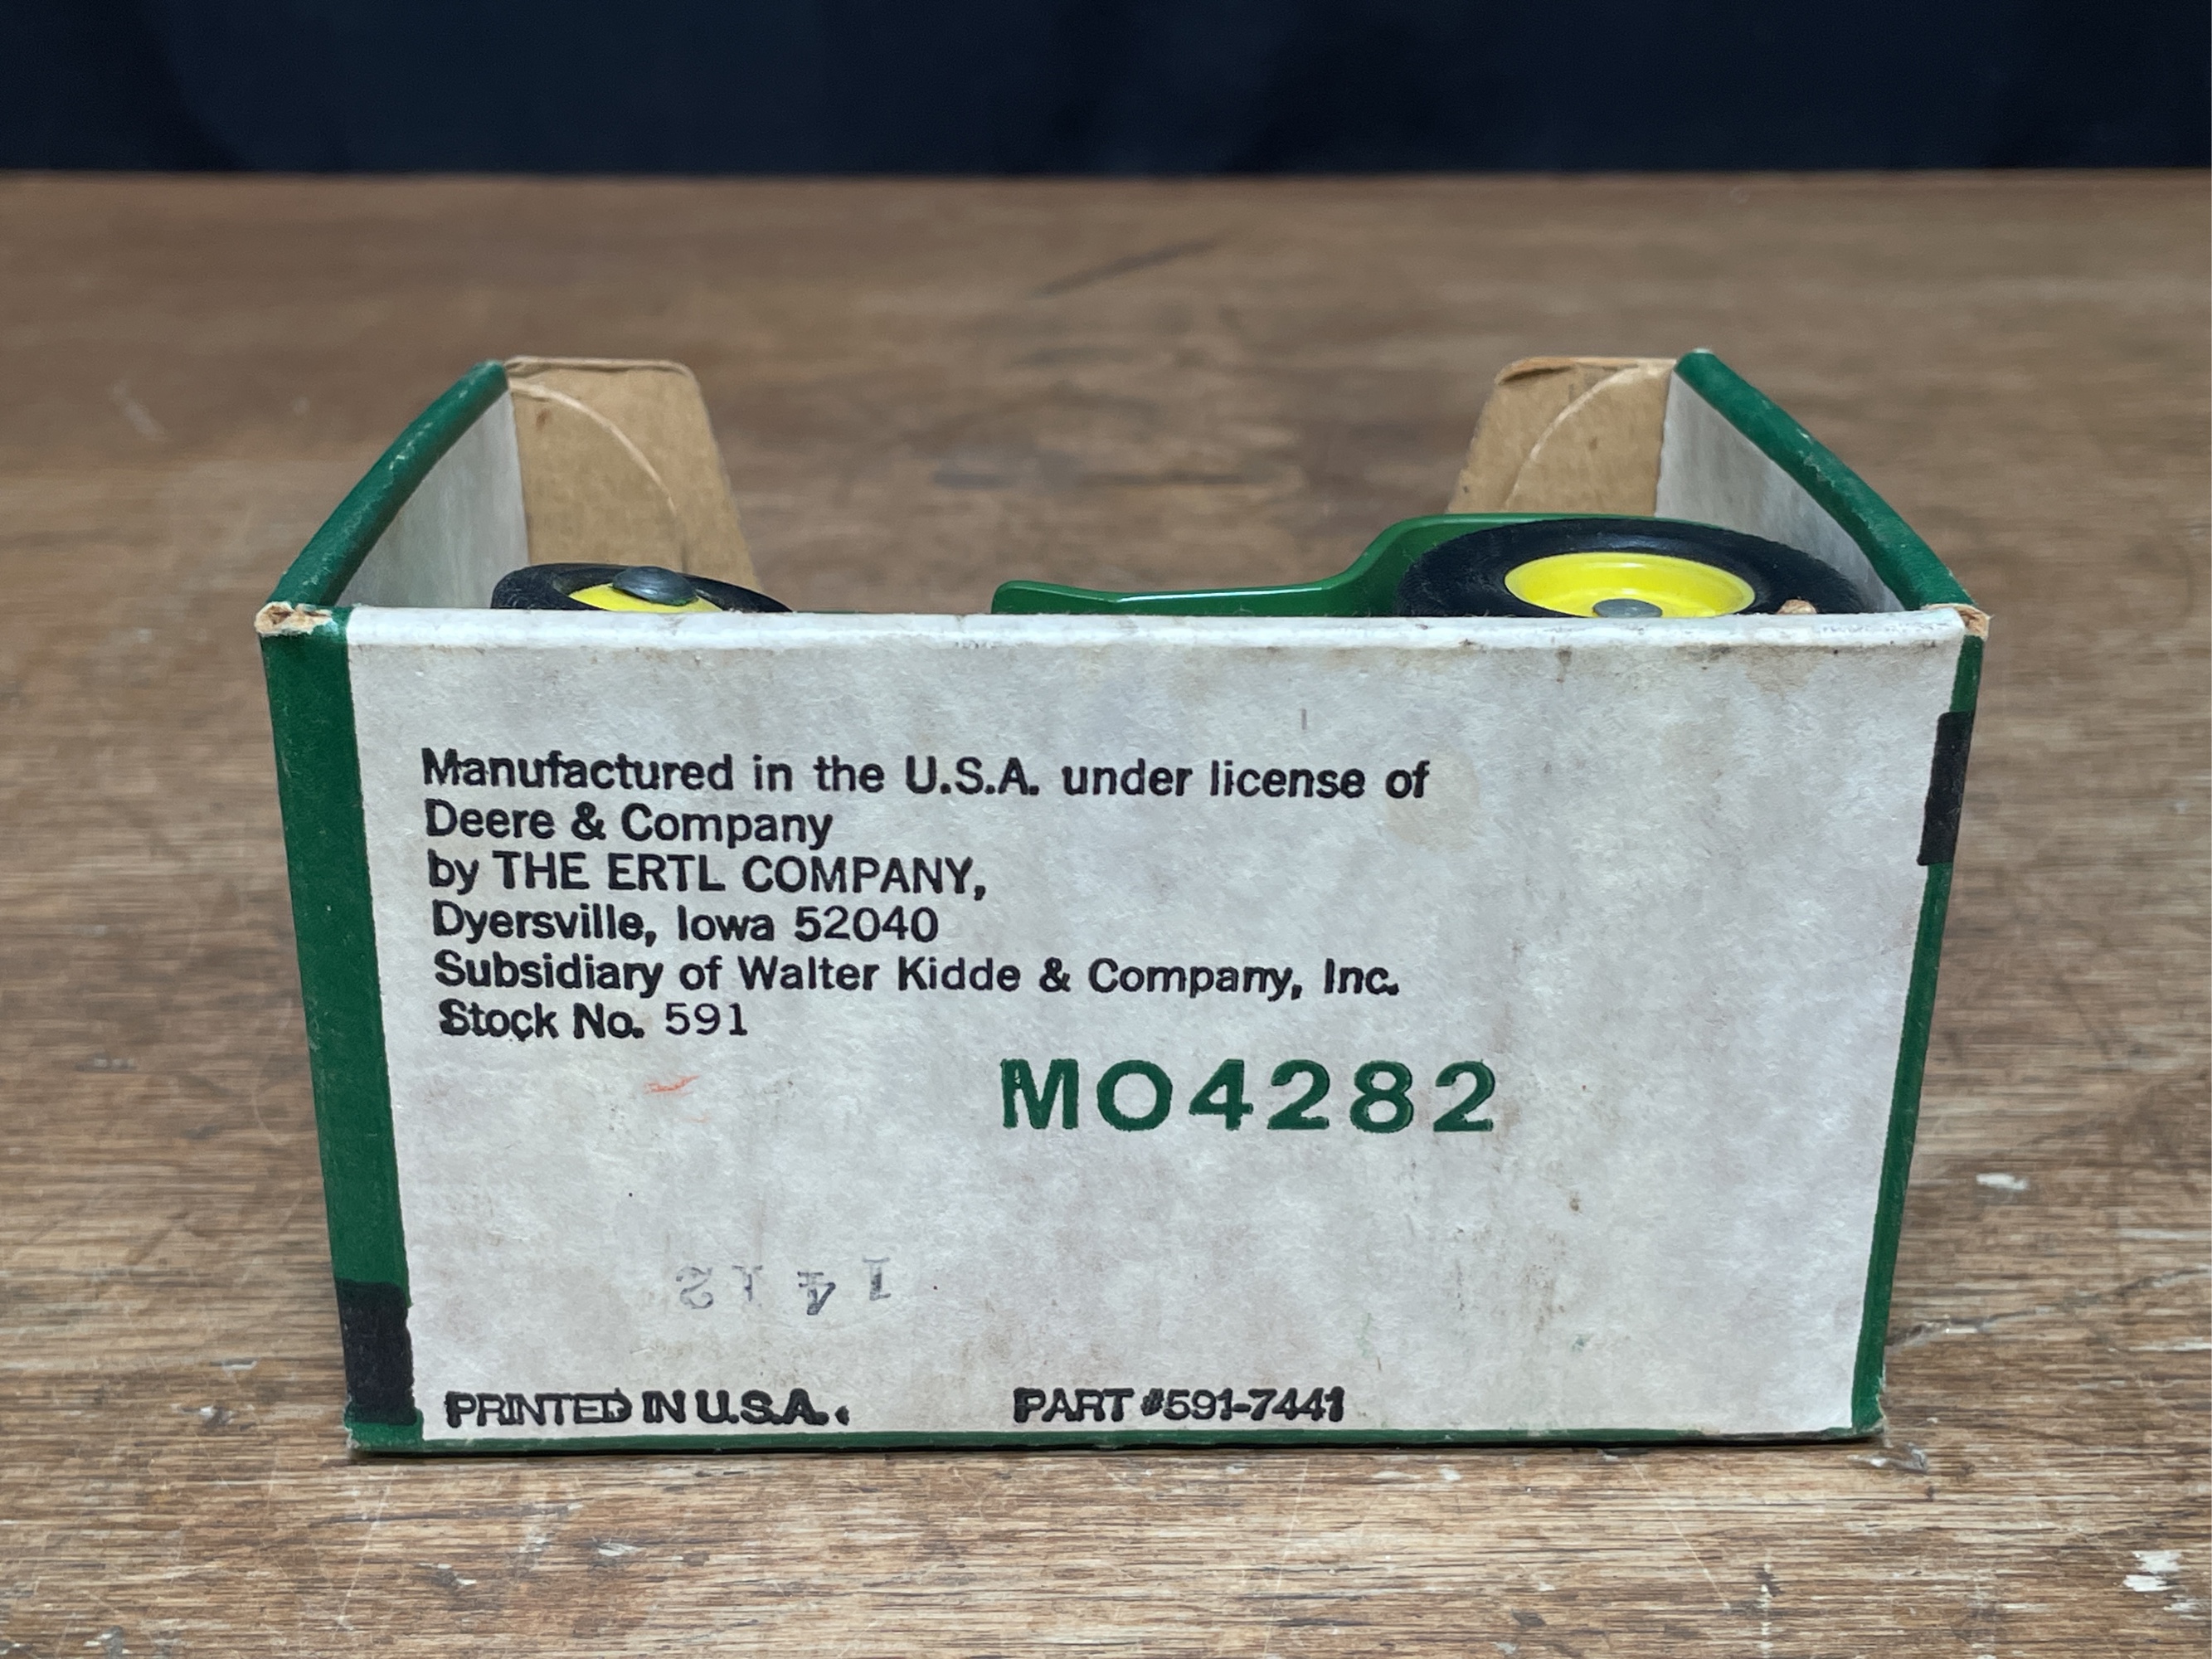 Manufactured in the U.S.A. under license of
Deere & Company
by THE ERTL COMPANY,
Dyersville, Iowa 52040
Subsidiary of Walter Kidde & Company, Inc.
Stock No. 591
MO4282
PRINTED IN U.S.A.
PART #591-7441